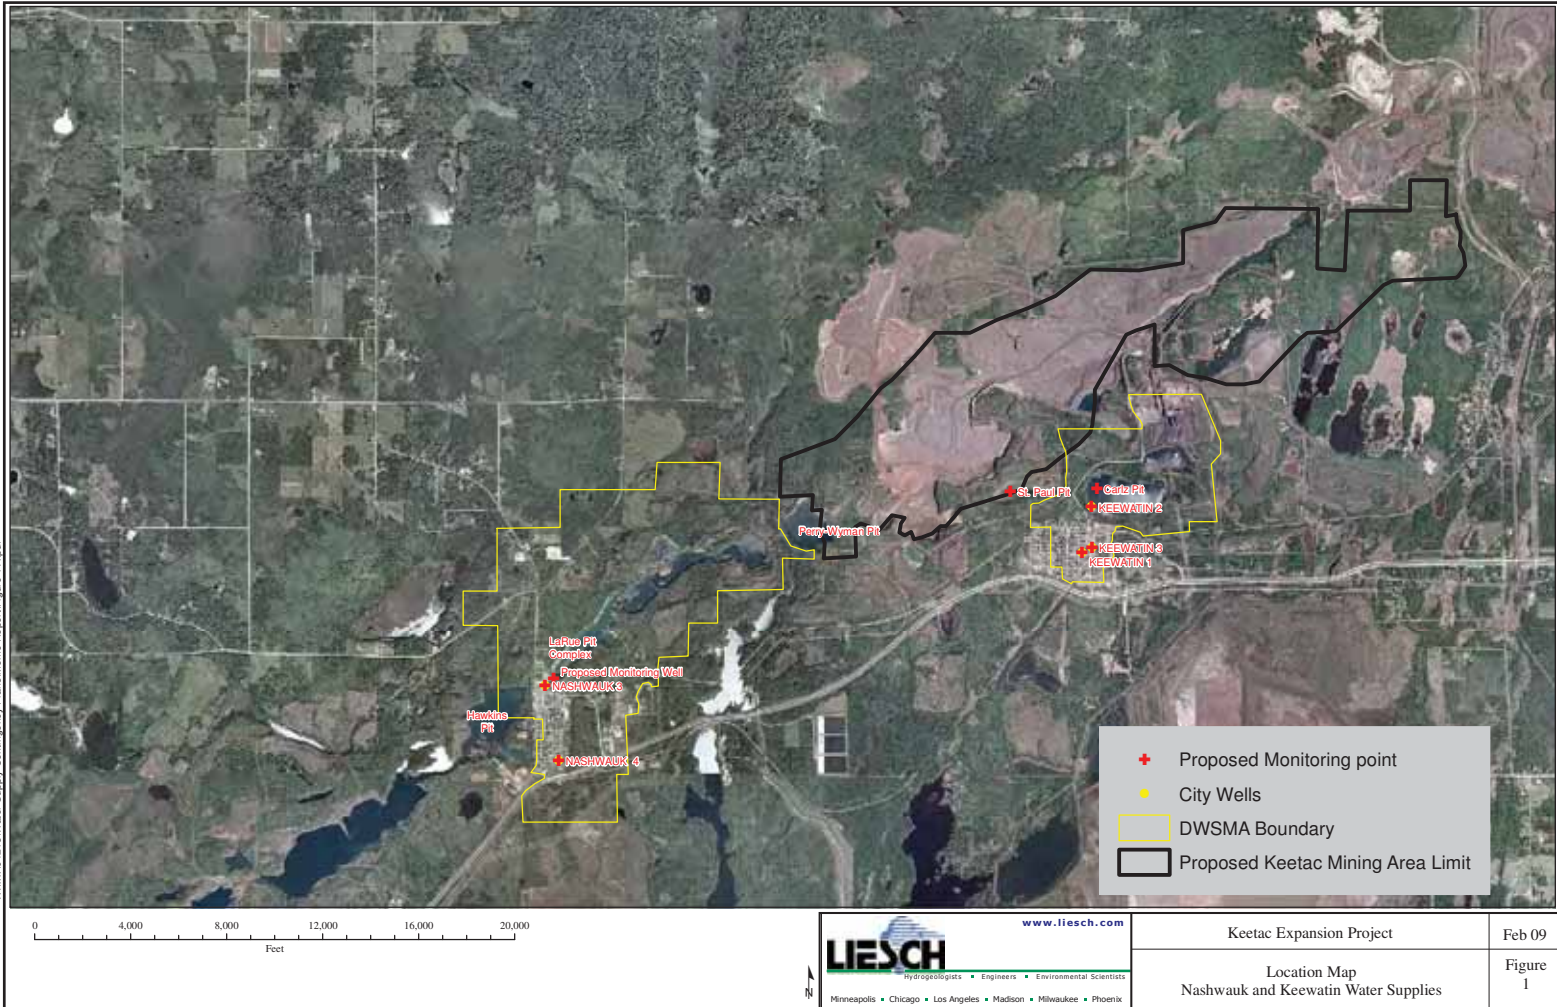 St. Paul Pit
Carlz Pit
KEEWATIN 2
Perry-Wyman Pit
KEEWATIN 3
KEEWATIN 1
LaRue Pit
Complex
Proposed Monitoring Well
NASHWAUK 3
Hawkins
Pit
NASHWAUK 4
Proposed Monitoring point
City Wells
DWSMA Boundary
Proposed Keetac Mining Area Limit
0 4,000 8,000 12,000 16,000 20,000
Feet
N
www.liesch.com
LIESCH
Hydrogeologists ▪ Engineers ▪ Environmental Scientists
Minneapolis ▪ Chicago ▪ Los Angeles ▪ Madison ▪ Milwaukee ▪ Phoenix
Keetac Expansion Project
Feb 09
Location Map
Nashwauk and Keewatin Water Supplies
Figure
1